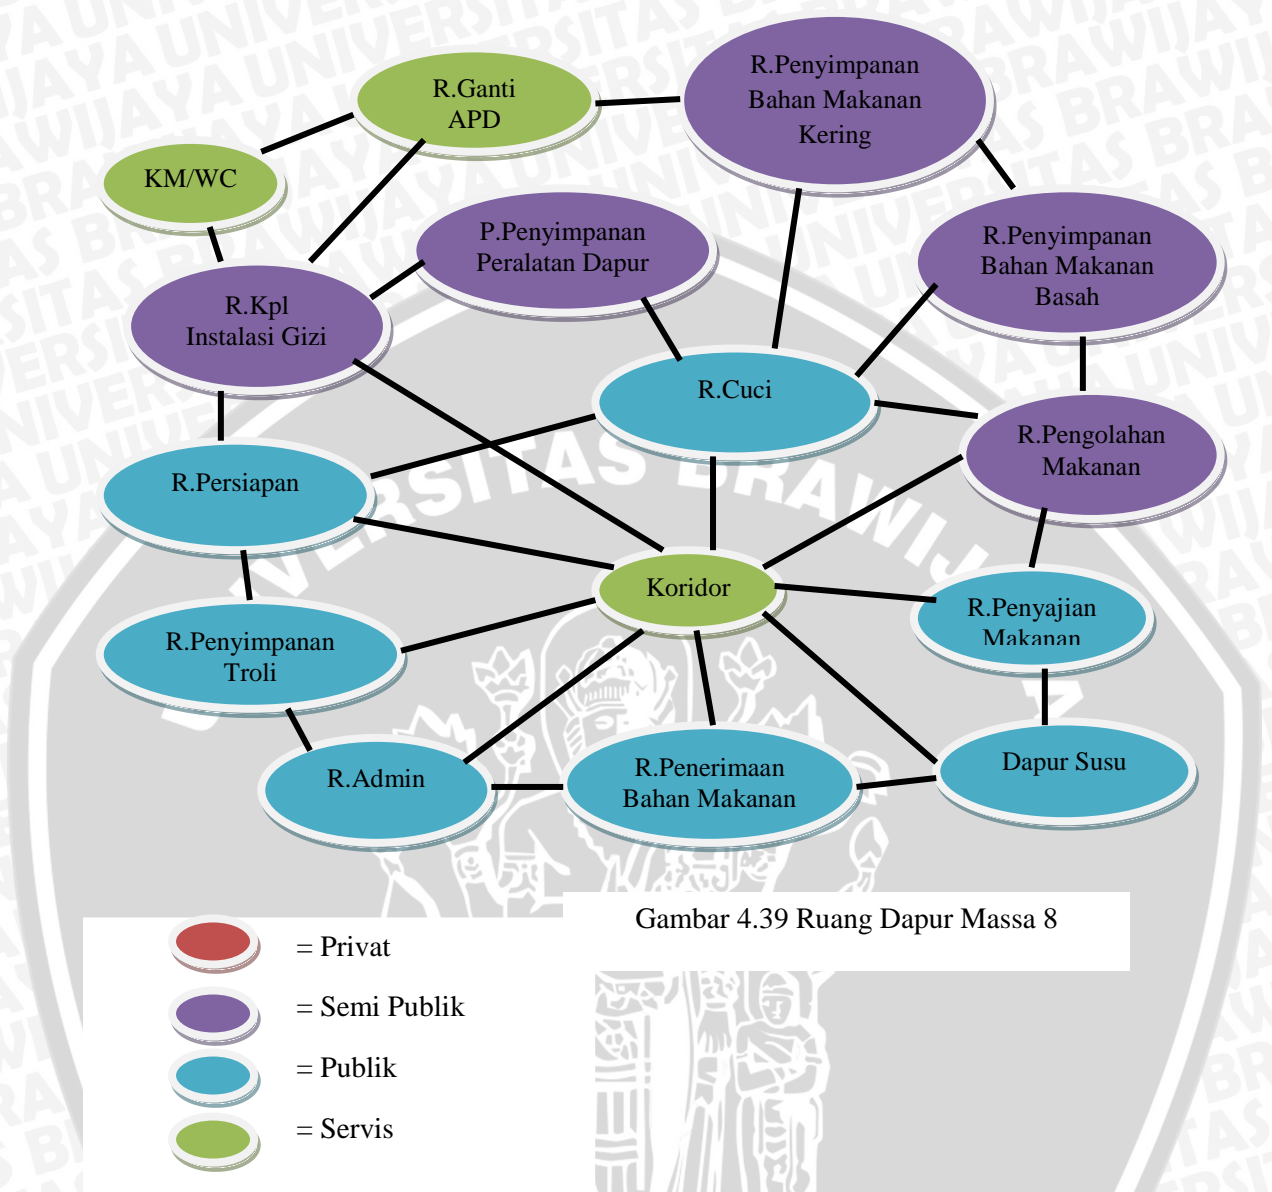 R.Ganti
APD
R.Penyimpanan
Bahan Makanan
Kering
KM/WC
P.Penyimpanan
Peralatan Dapur
R.Penyimpanan
Bahan Makanan
Basah
R.Kpl
Instalasi Gizi
R.Cuci
R.Pengolahan
Makanan
R.Persiapan
Koridor
R.Penyajian
Makanan
R.Penyimpanan
Troli
R.Admin
R.Penerimaan
Bahan Makanan
Dapur Susu
Gambar 4.39 Ruang Dapur Massa 8
= Privat
= Semi Publik
= Publik
= Servis
UNIVERSITAS BRAWIJAYA